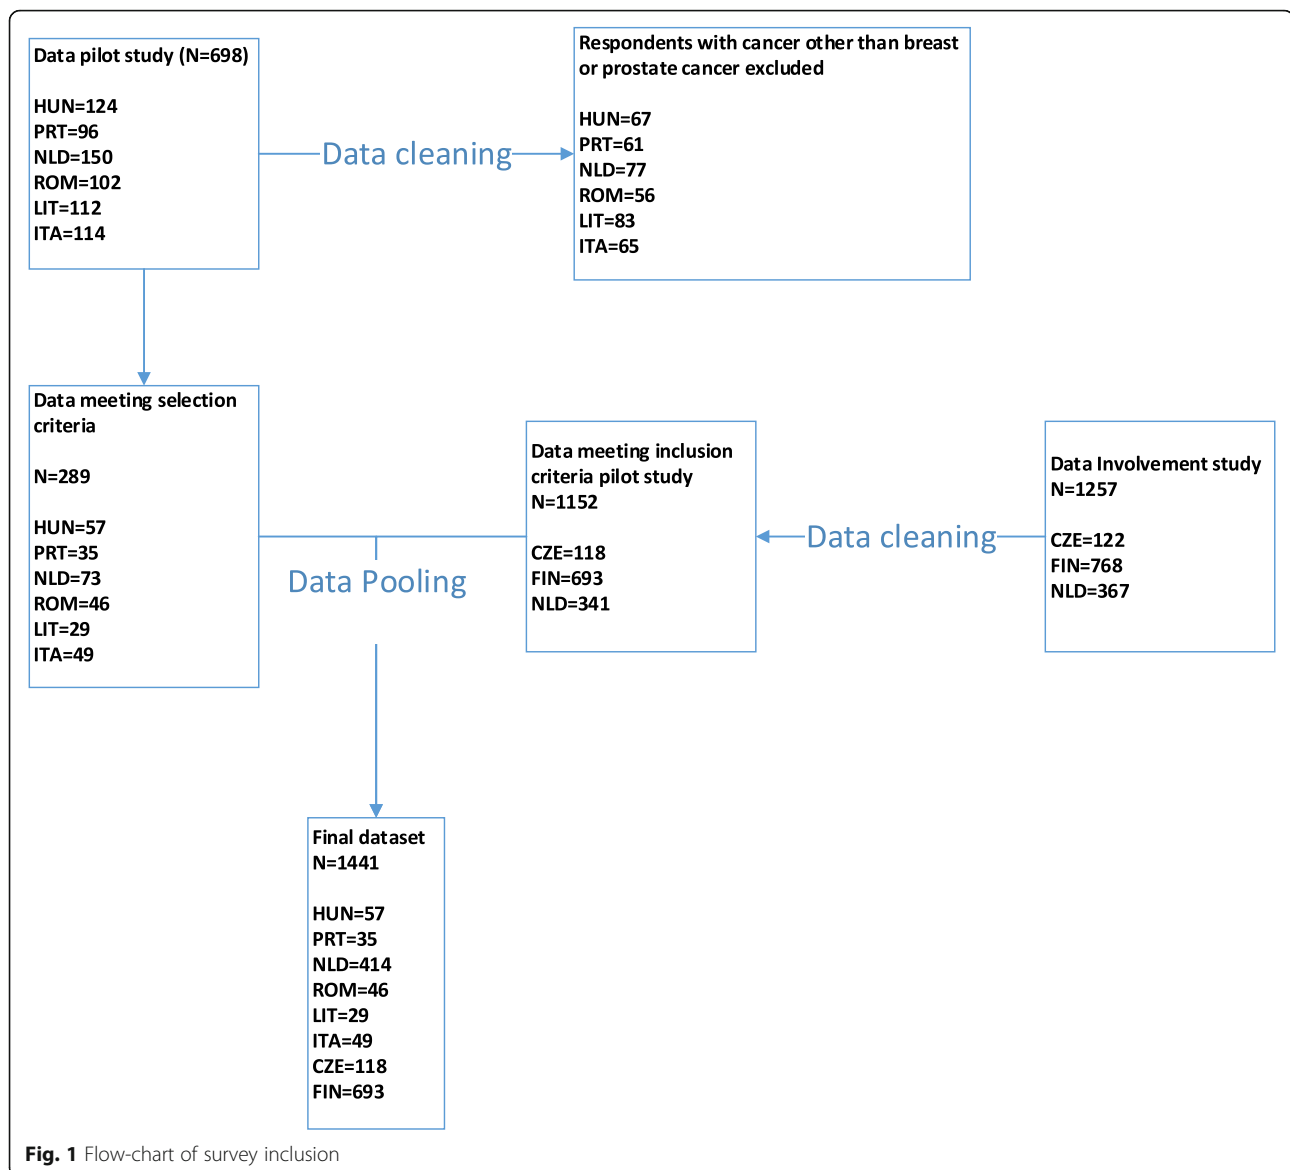 Data pilot study (N=698)
HUN=124
PRT=96
NLD=150
ROM=102
LIT=112
ITA=114
Data cleaning
Respondents with cancer other than breast
or prostate cancer excluded
HUN=67
PRT=61
NLD=77
ROM=56
LIT=83
ITA=65
Data meeting selection
criteria
N=289
HUN=57
PRT=35
NLD=73
ROM=46
LIT=29
ITA=49
Data Pooling
Data meeting inclusion
criteria pilot study
N=1152
CZE=118
FIN=693
NLD=341
Data cleaning
Data Involvement study
N=1257
CZE=122
FIN=768
NLD=367
Final dataset
N=1441
HUN=57
PRT=35
NLD=414
ROM=46
LIT=29
ITA=49
CZE=118
FIN=693
Fig. 1 Flow-chart of survey inclusion